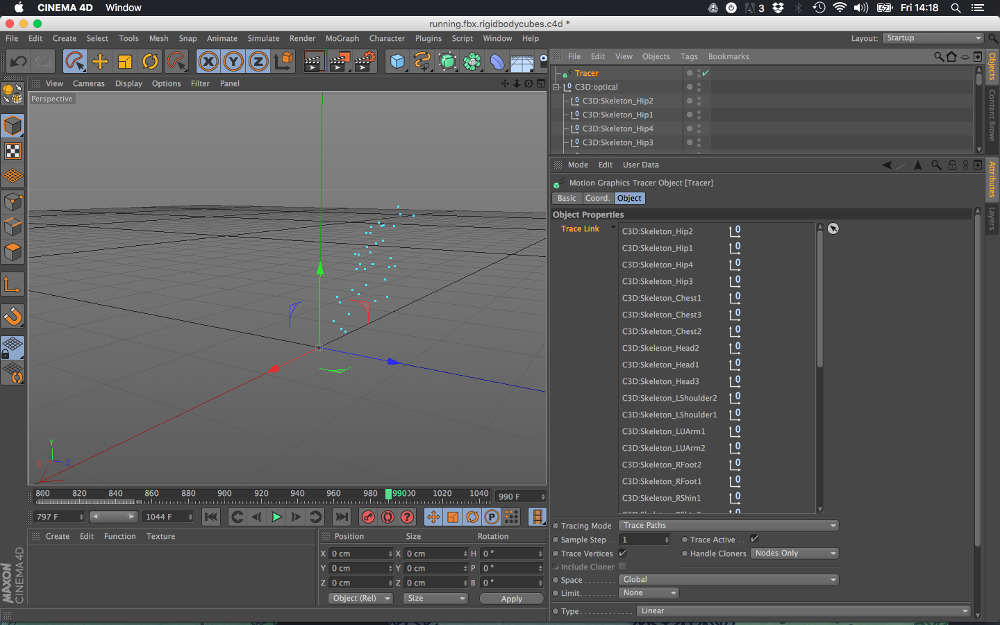 CINEMA 4D Window 3 Fri 14:18
running.fbx.rigidbodycubes.c4d *
File Edit Create Select Tools Mesh Snap Animate Simulate Render MoGraph Character Plugins Script Window Help Layout: Startup
X Y Z
File Edit View Objects Tags Bookmarks
Objects
Content Brows
Tracer
C3D:optical
C3D:Skeleton_Hip2
C3D:Skeleton_Hip1
C3D:Skeleton_Hip4
C3D:Skeleton_Hip3
View Cameras Display Options Filter Panel
Perspective
Y
X Z
Mode Edit User Data
Attributes
Layers
Motion Graphics Tracer Object [Tracer]
Basic Coord. Object
Object Properties
Trace Link
C3D:Skeleton_Hip2
C3D:Skeleton_Hip1
C3D:Skeleton_Hip4
C3D:Skeleton_Hip3
C3D:Skeleton_Chest1
C3D:Skeleton_Chest3
C3D:Skeleton_Chest2
C3D:Skeleton_Head2
C3D:Skeleton_Head1
C3D:Skeleton_Head3
C3D:Skeleton_LShoulder2
C3D:Skeleton_LShoulder1
C3D:Skeleton_LUArm1
C3D:Skeleton_LUArm2
C3D:Skeleton_RFoot2
C3D:Skeleton_RFoot1
C3D:Skeleton_RShin1
Tracing Mode Trace Paths
Sample Step . . 1 Trace Active . .
Trace Vertices Handle Cloners Nodes Only
Include Cloner
Space . . . . . . . . Global
Limit. . . . . . . . . None
Type. . . . . . . . . . . . . Linear
800 820 840 860 880 900 920 940 960 980 990 1020 1040 990 F
797 F 1044 F
P
Create Edit Function Texture
Position Size Rotation
X 0 cm X 0 cm H 0 °
Y 0 cm Y 0 cm P 0 °
Z 0 cm Z 0 cm B 0 °
Object (Rel) Size Apply
MAXON
CINEMA 4D